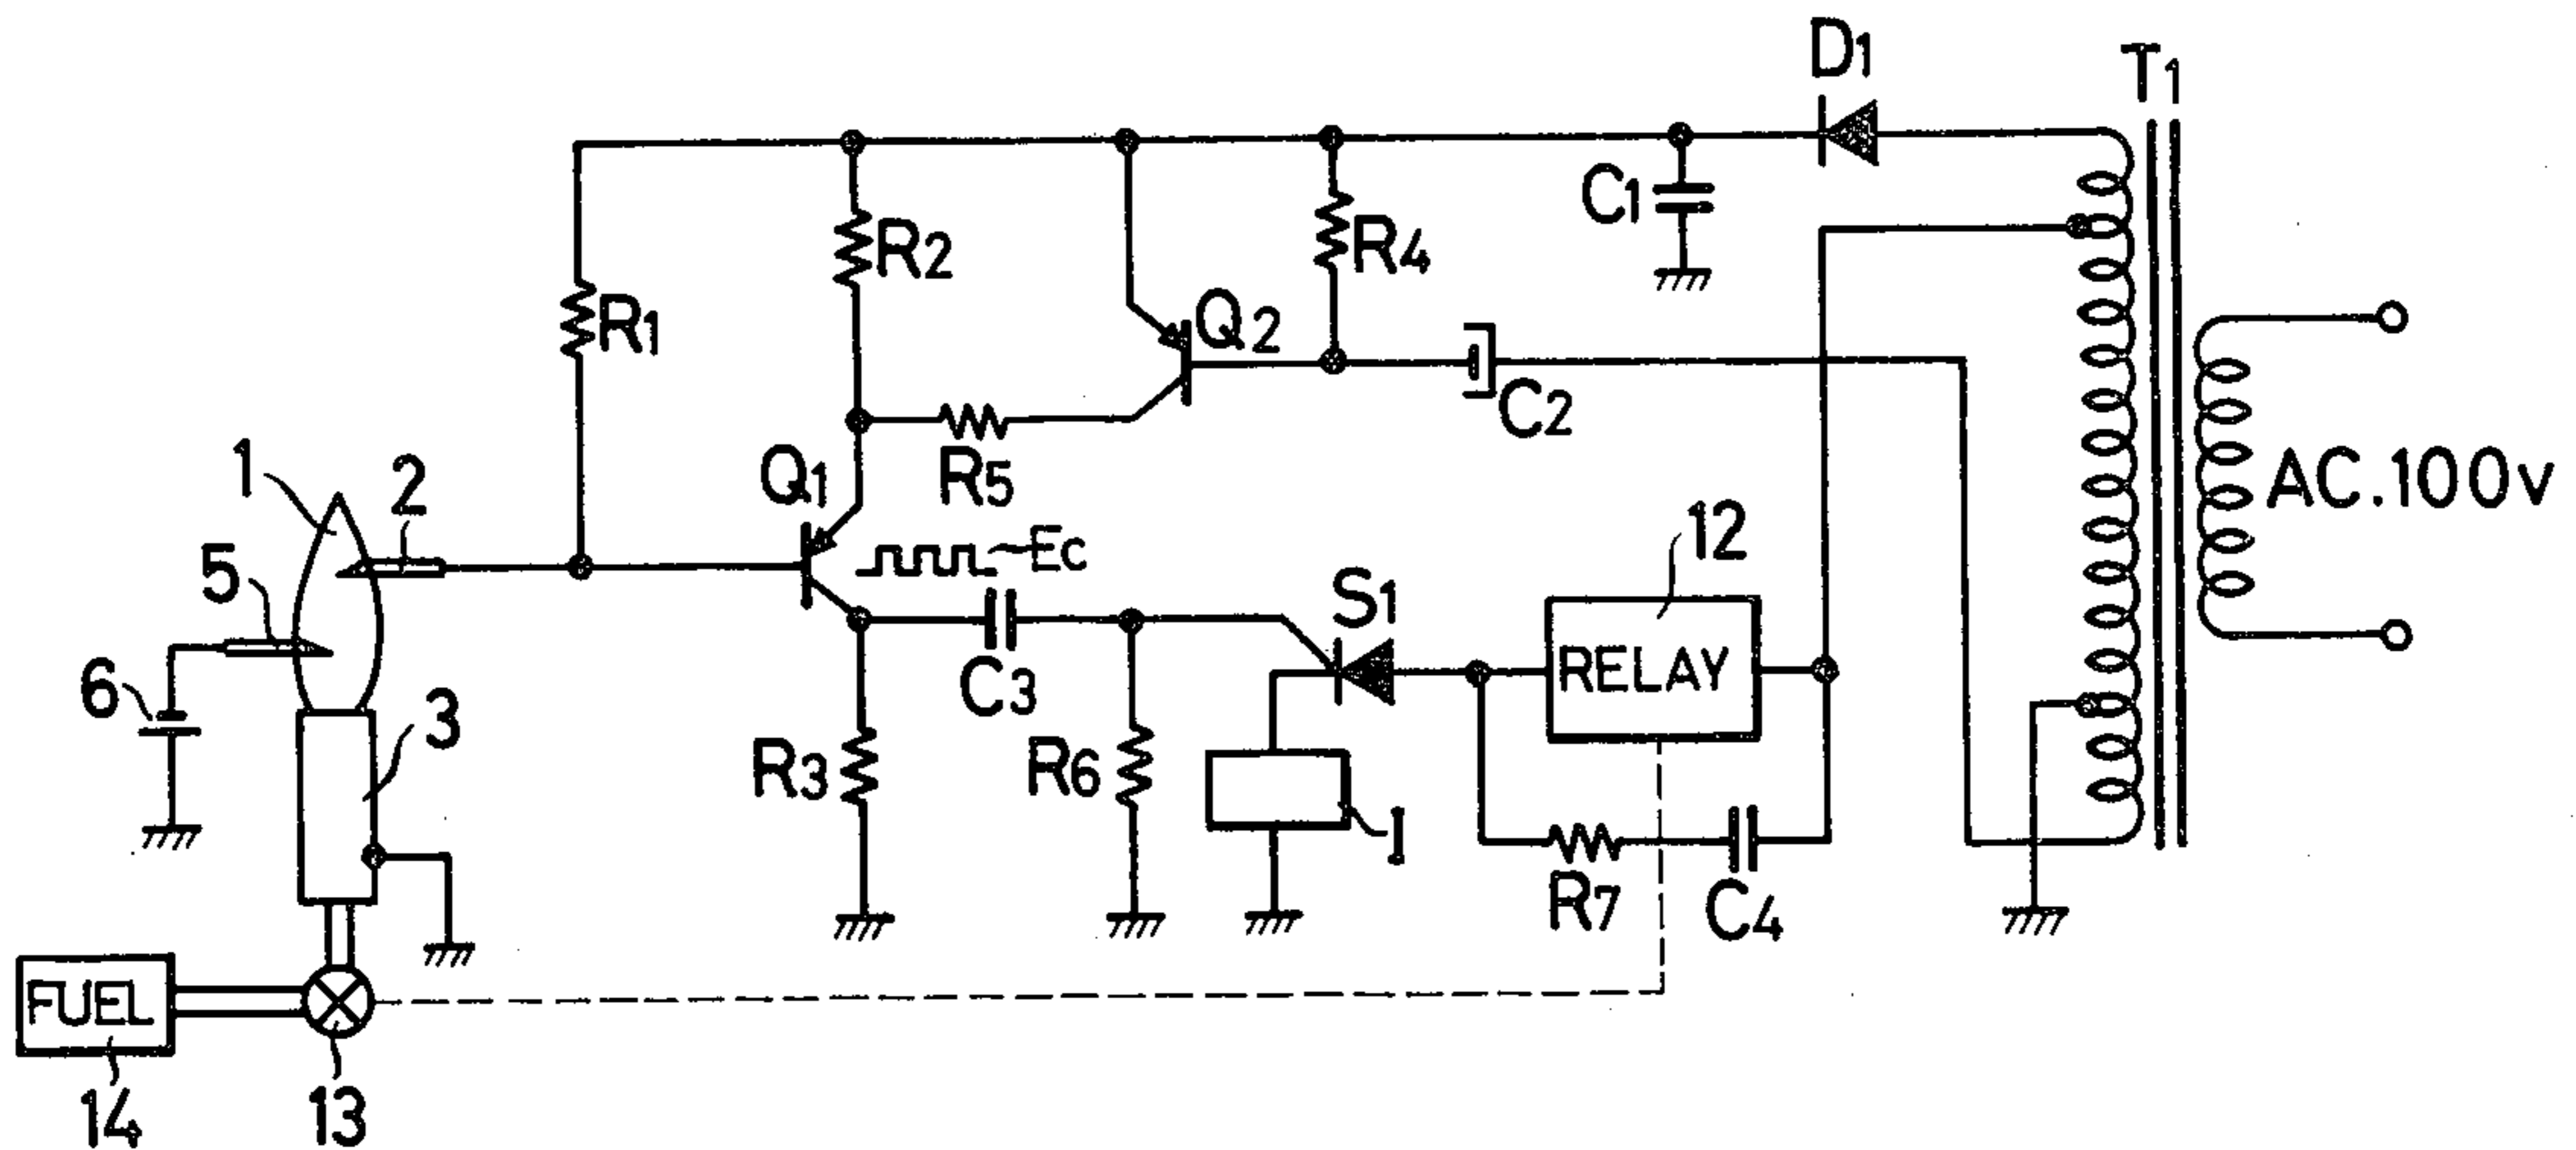 D1
T1
C1
R2
R4
R1
Q2
C2
1
2
Q1
R5
AC.100v
5
Ec
12
S1
6
3
C3
RELAY
R3
R6
I
R7
C4
FUEL
14
13